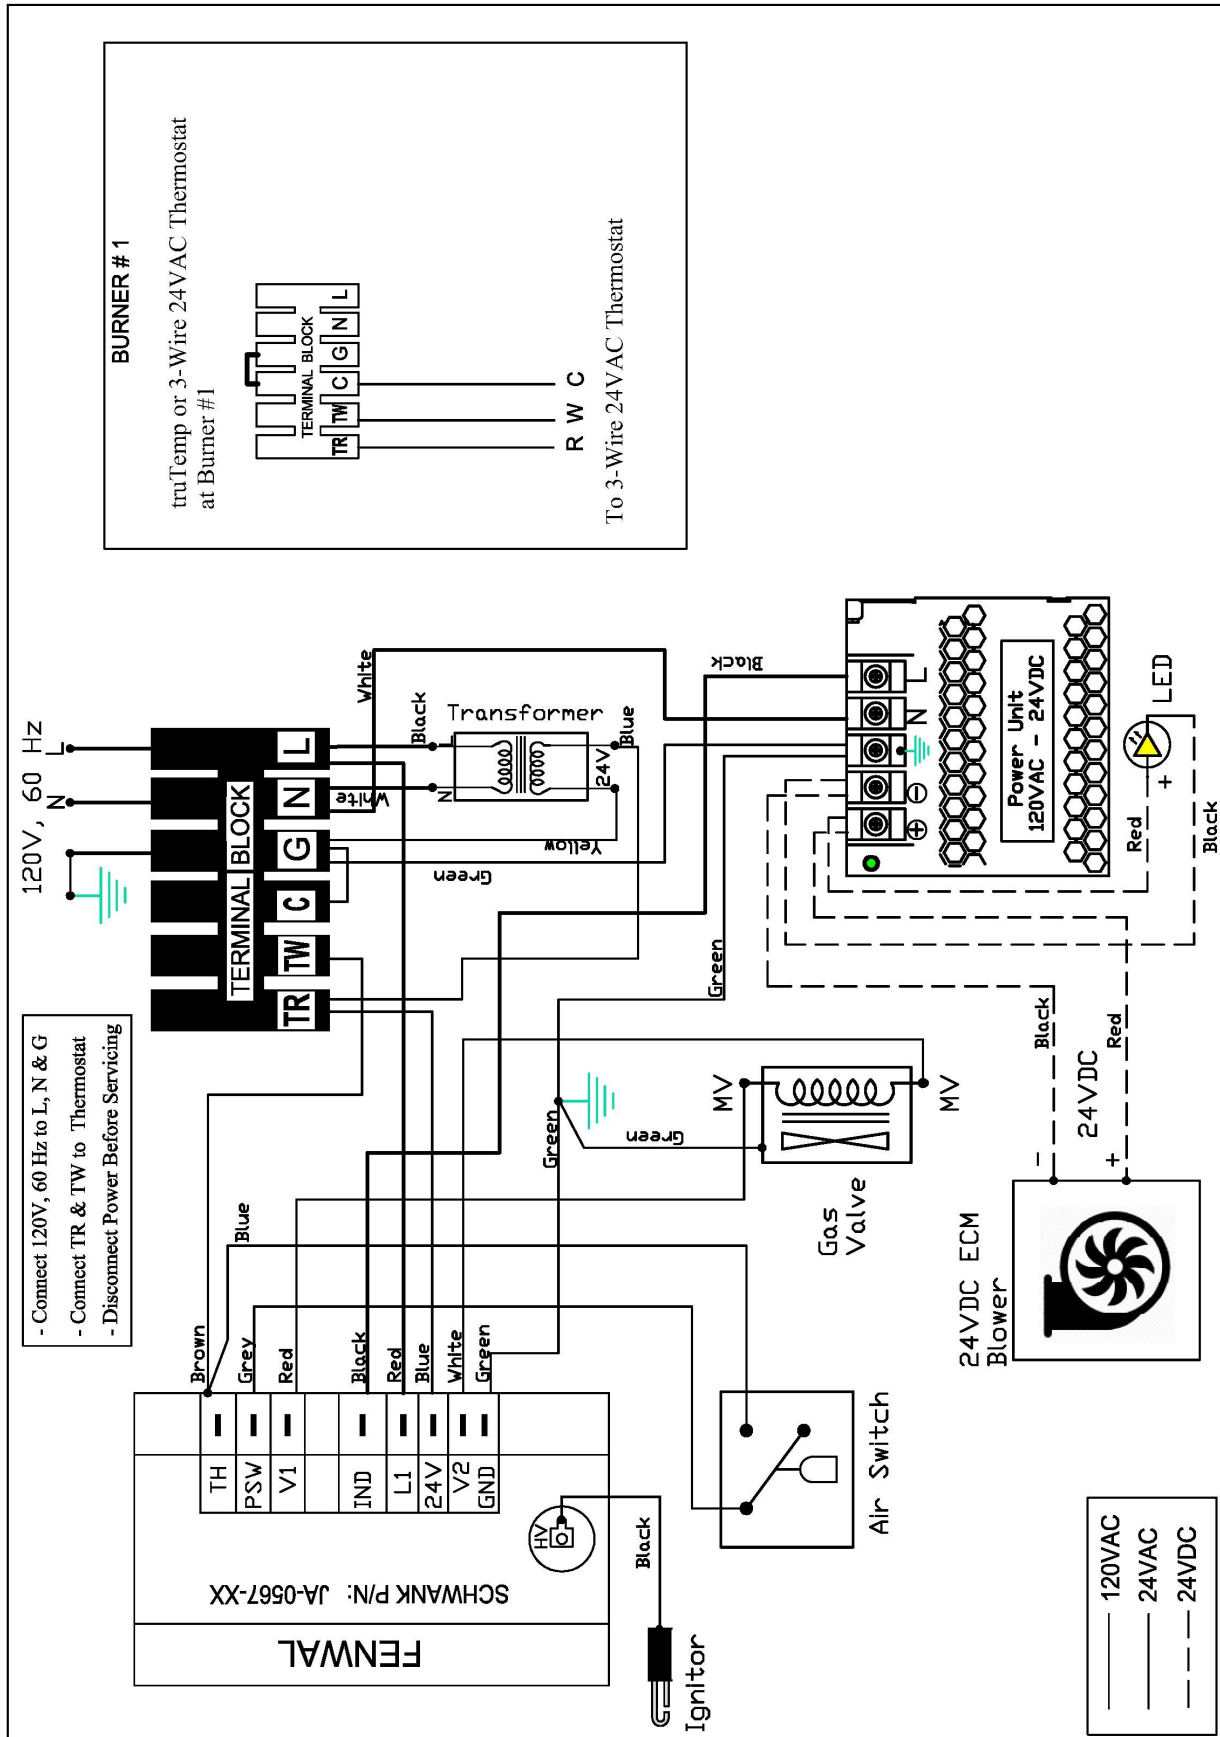 - Connect 120V, 60 Hz to L, N & G
- Connect TR & TW to Thermostat
- Disconnect Power Before Servicing
120V, 60 Hz
N
L
TERMINAL BLOCK
TR
TW
C
G
N
L
BURNER # 1
truTemp or 3-Wire 24VAC Thermostat
at Burner #1
TERMINAL BLOCK
TR
TW
C
G
N
L
R W C
To 3-Wire 24VAC Thermostat
FENWAL
SCHWANK P/N: JA-0567-XX
TH
PSW
V1
IND
L1
24V
V2
GND
HV
Brown
Grey
Red
Black
Red
Blue
White
Green
Blue
Green
Green
Green
White
White
Black
Transformer
N
L
24V
Blue
Yellow
Green
Black
Black
Ignitor
Air Switch
MV
MV
Gas
Valve
24VDC ECM
Blower
24VDC
-
+
Black
Red
L
N
-
+
Power Unit
120VAC - 24VDC
LED
+
Red
Black
120VAC
24VAC
24VDC